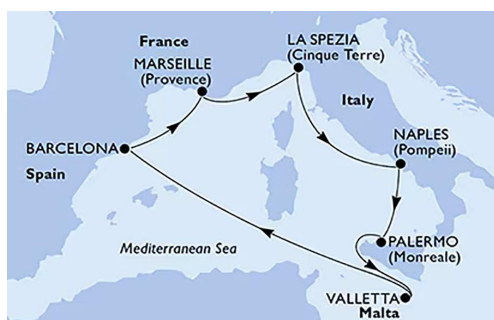 France
MARSEILLE
(Provence)
LA SPEZIA
(Cinque Terre)
Italy
BARCELONA
Spain
NAPLES
(Pompeii)
Mediterranean Sea
PALERMO
(Monreale)
VALLETTA
Malta